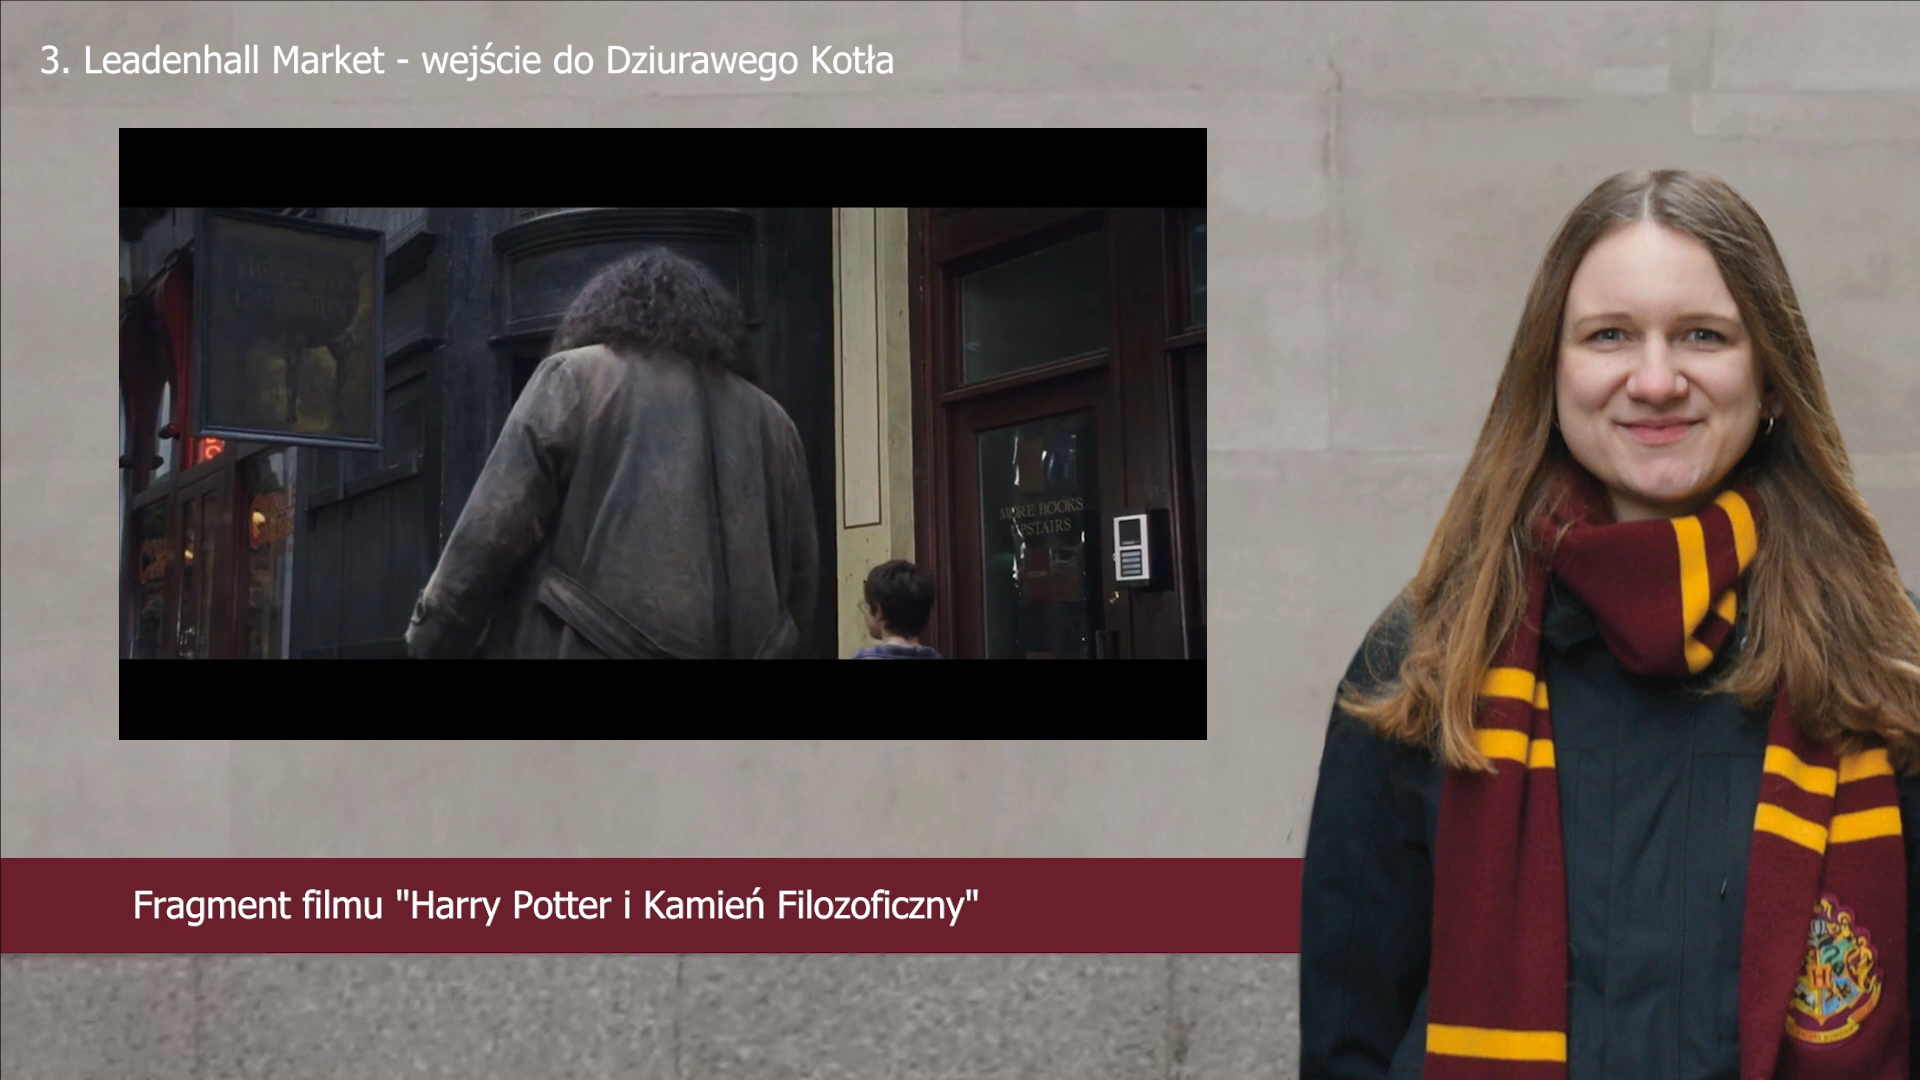 3. Leadenhall Market - wejście do Dziurawego Kotła
MORE BOOKS
UPSTAIRS
Fragment filmu "Harry Potter i Kamień Filozoficzny"
H